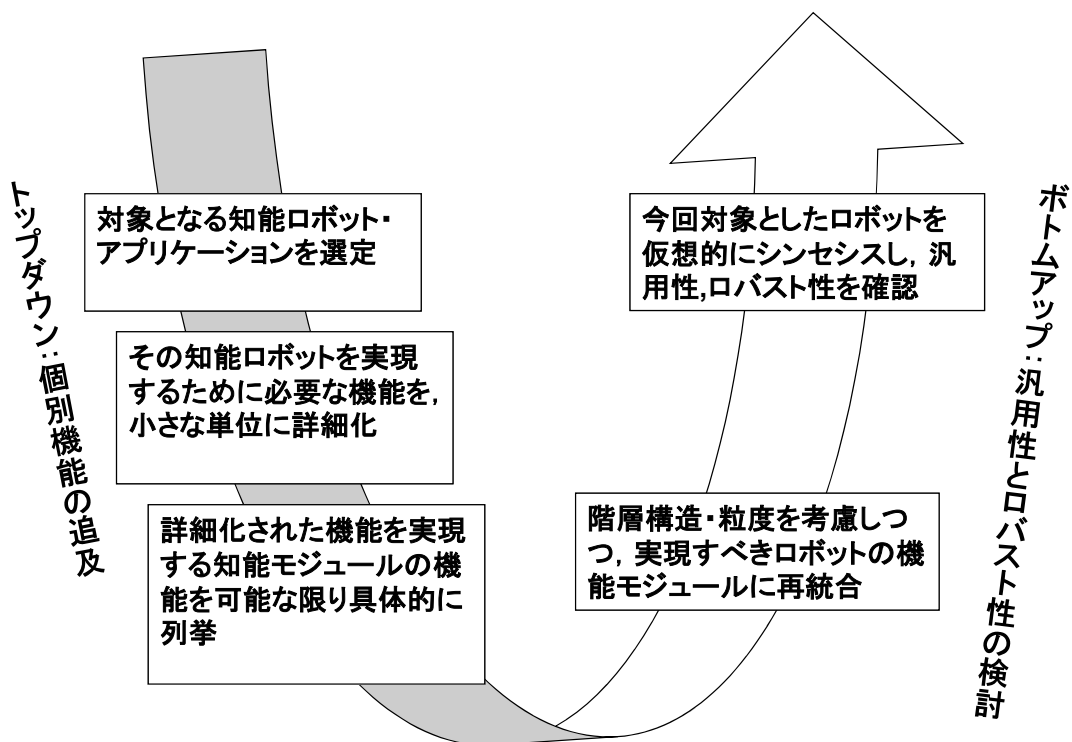 トップダウン:個別機能の追及
対象となる知能ロボット・
アプリケーションを選定
その知能ロボットを実現
するために必要な機能を,
小さな単位に詳細化
詳細化された機能を実現
する知能モジュールの機
能を可能な限り具体的に
列挙
今回対象としたロボットを
仮想的にシンセシスし, 汎
用性,ロバスト性を確認
階層構造・粒度を考慮しつ
つ, 実現すべきロボットの機
能モジュールに再統合
ボトムアップ:汎用性とロバスト性の検討